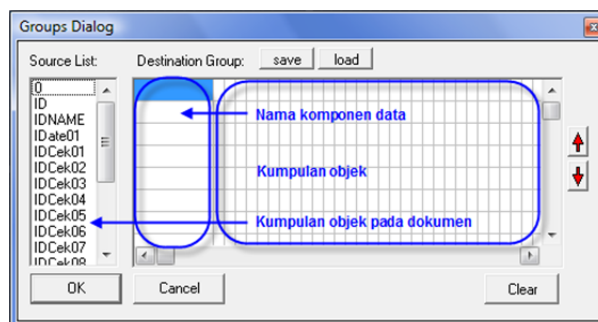 Groups Dialog
Source List:
Destination Group:
save
load
0
ID
IDNAME
IDate01
IDCek01
IDCek02
IDCek03
IDCek04
IDCek05
IDCek06
IDCek07
IDCek08
Nama komponen data
Kumpulan objek
Kumpulan objek pada dokumen
OK
Cancel
Clear